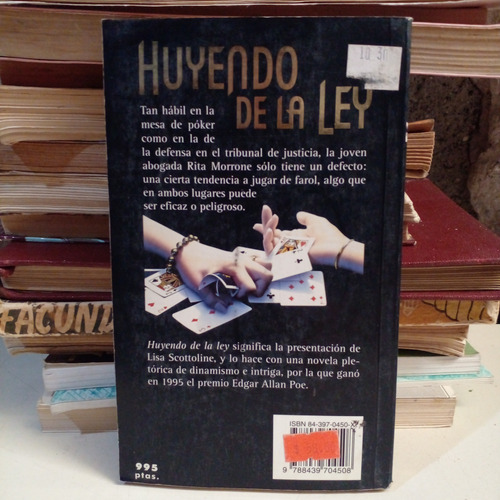 HUYENDO
DE LA LEY
Tan hábil en la
mesa de póker
como en la de
la defensa en el tribunal de justicia, la joven
abogada Rita Morrone sólo tiene un defecto:
una cierta tendencia a jugar de farol, algo que
en ambos lugares puede
ser eficaz o peligroso.
FACUND
Huyendo de la ley significa la presentación de
Lisa Scottoline, y lo hace con una novela ple-
tórica de dinamismo e intriga, por la que ganó
en 1995 el premio Edgar Allan Poe.
ISBN 84-397-0450-X
9 788439 704508
995
ptas.